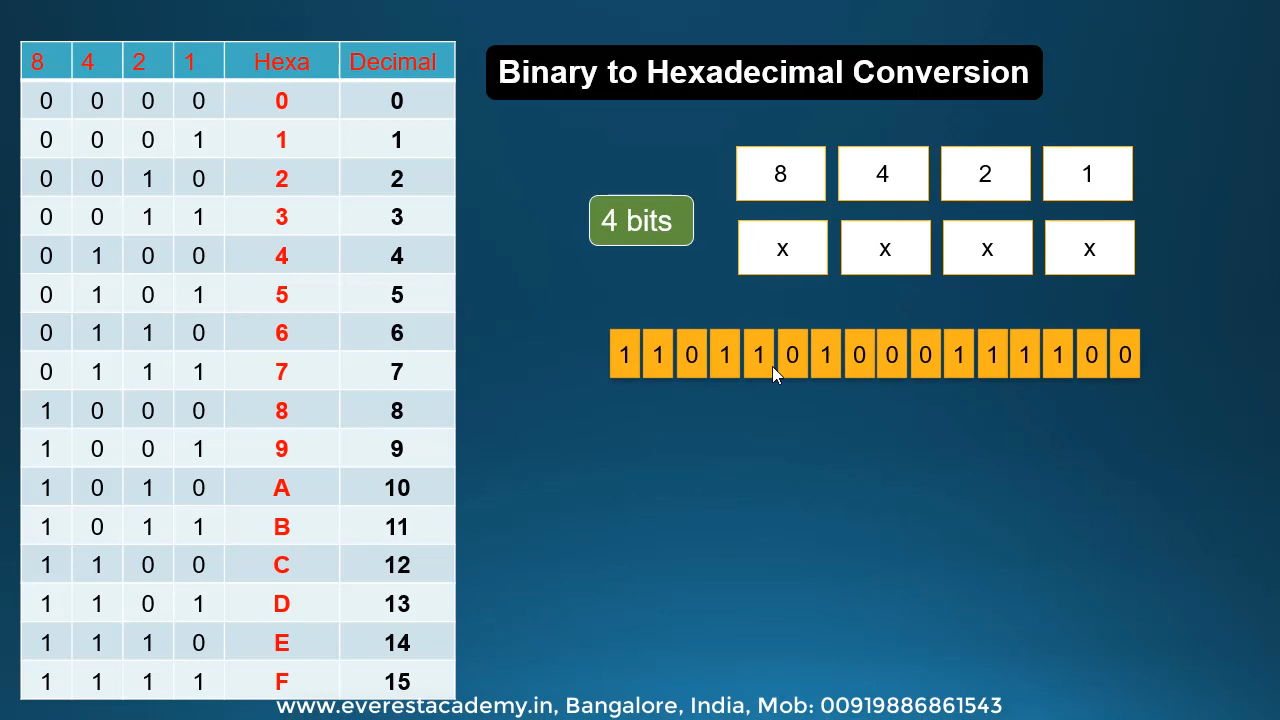 8 4 2 1 Hexa Decimal
0 0 0 0 0 0
0 0 0 1 1 1
0 0 1 0 2 2
0 0 1 1 3 3
0 1 0 0 4 4
0 1 0 1 5 5
0 1 1 0 6 6
0 1 1 1 7 7
1 0 0 0 8 8
1 0 0 1 9 9
1 0 1 0 A 10
1 0 1 1 B 11
1 1 0 0 C 12
1 1 0 1 D 13
1 1 1 0 E 14
1 1 1 1 F 15
Binary to Hexadecimal Conversion
8 4 2 1
4 bits
x x x x
1 1 0 1 1 0 1 0 0 0 1 1 1 1 0 0
www.everestacademy.in, Bangalore, India, Mob: 00919886861543